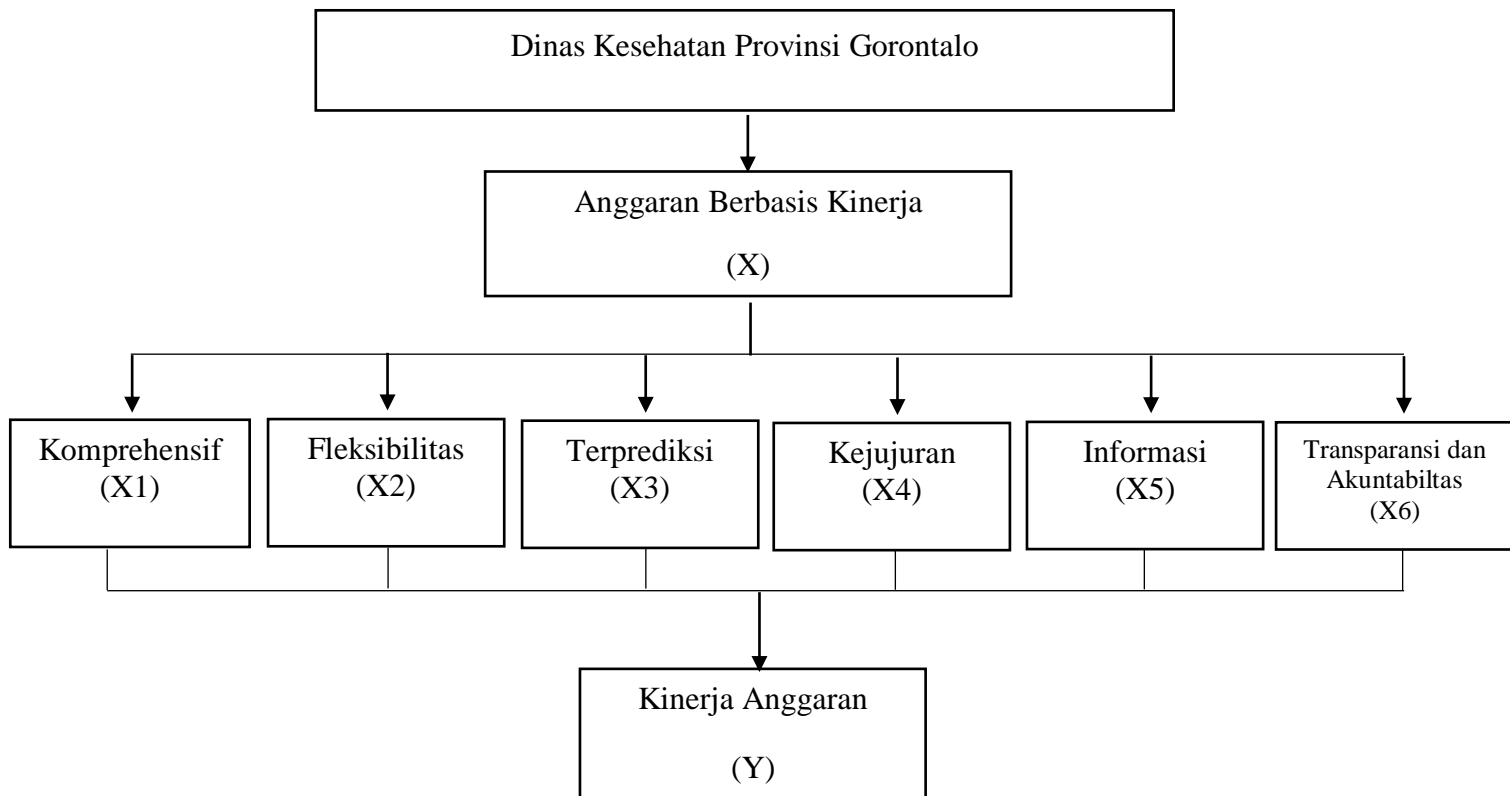 Dinas Kesehatan Provinsi Gorontalo
Anggaran Berbasis Kinerja
(X)
Komprehensif
(X1)
Fleksibilitas
(X2)
Terprediksi
(X3)
Kejujuran
(X4)
Informasi
(X5)
Transparansi dan
Akuntabiltas
(X6)
Kinerja Anggaran
(Y)